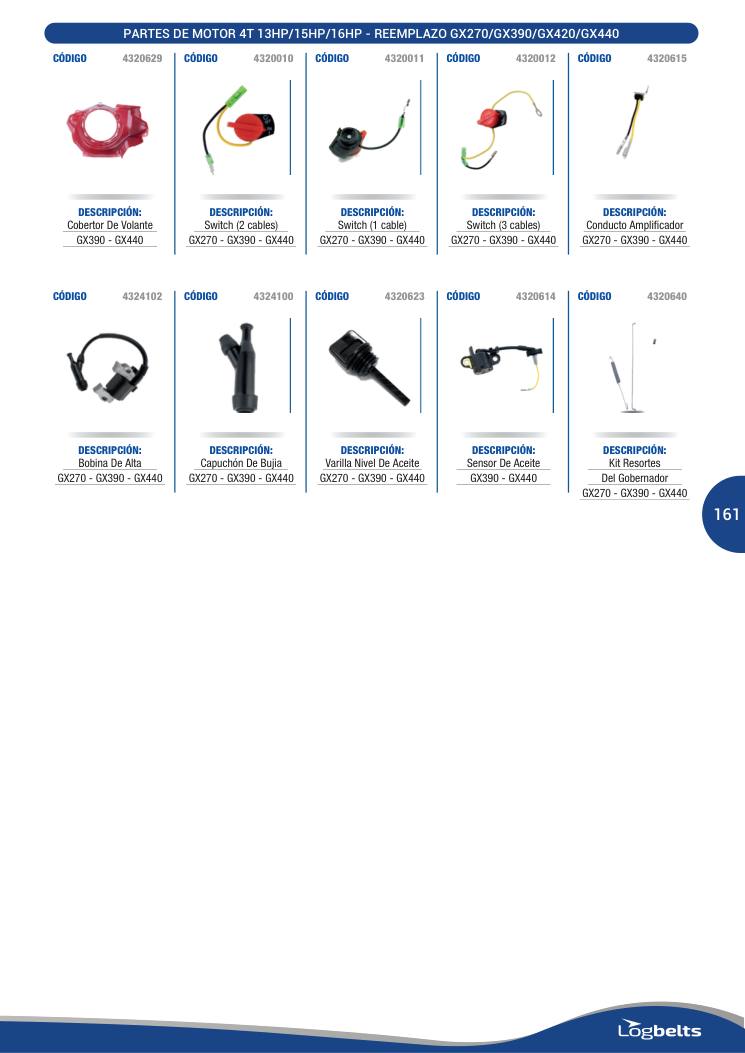 PARTES DE MOTOR 4T 13HP/15HP/16HP - REEMPLAZO GX270/GX390/GX420/GX440
CÓDIGO 4320629
DESCRIPCIÓN:
Cobertor De Volante
GX390 - GX440
CÓDIGO 4320010
DESCRIPCIÓN:
Switch (2 cables)
GX270 - GX390 - GX440
CÓDIGO 4320011
DESCRIPCIÓN:
Switch (1 cable)
GX270 - GX390 - GX440
CÓDIGO 4320012
DESCRIPCIÓN:
Switch (3 cables)
GX270 - GX390 - GX440
CÓDIGO 4320615
DESCRIPCIÓN:
Conducto Amplificador
GX270 - GX390 - GX440
CÓDIGO 4324102
DESCRIPCIÓN:
Bobina De Alta
GX270 - GX390 - GX440
CÓDIGO 4324100
DESCRIPCIÓN:
Capuchón De Bujia
GX270 - GX390 - GX440
CÓDIGO 4320623
DESCRIPCIÓN:
Varilla Nivel De Aceite
GX270 - GX390 - GX440
CÓDIGO 4320614
DESCRIPCIÓN:
Sensor De Aceite
GX390 - GX440
CÓDIGO 4320640
DESCRIPCIÓN:
Kit Resortes
Del Gobernador
GX270 - GX390 - GX440
161
Logbelts